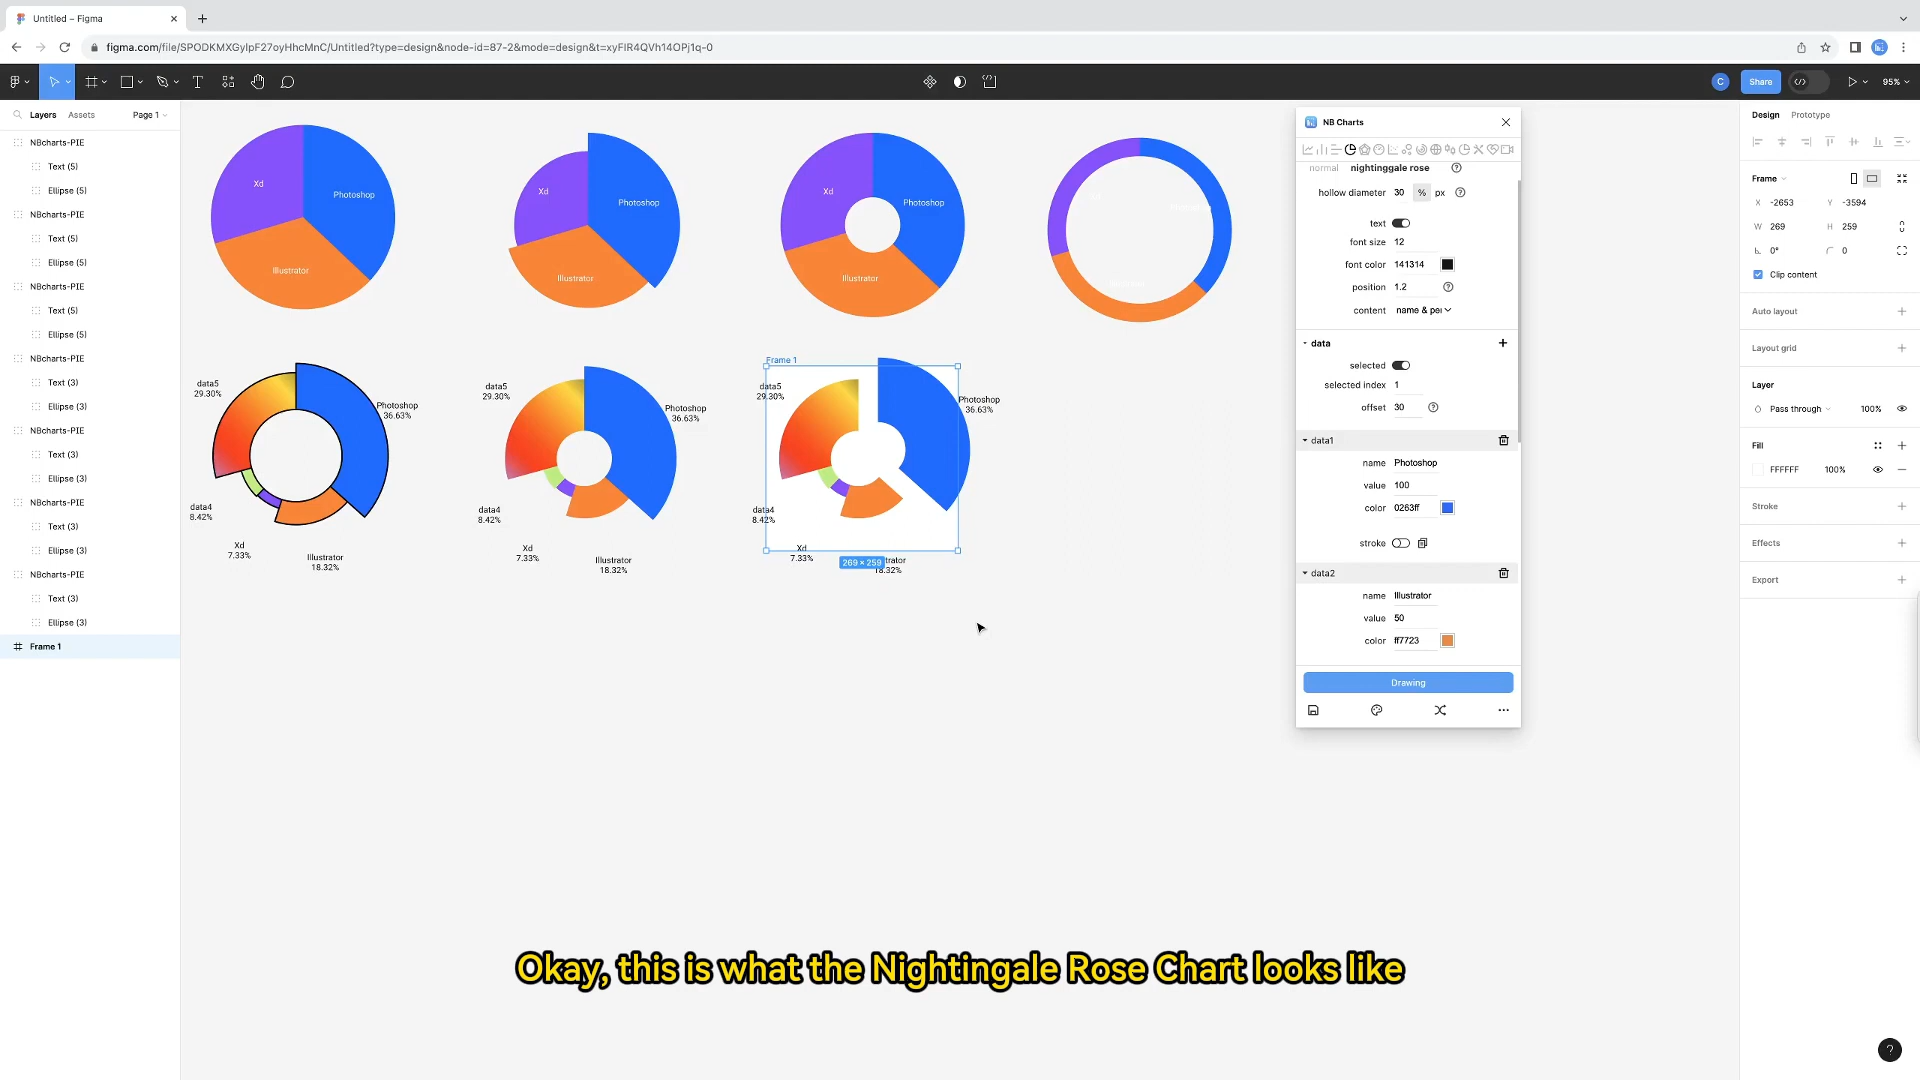 Untitled – Figma
figma.com/file/SPODKMXGylpF27oyHhcMnC/Untitled?type=design&node-id=87-2&mode=design&t=xyFIR4QVh14OPj1q-0
C
Share
95%
Layers
Assets
Page 1
NBcharts-PIE
Text (5)
Ellipse (5)
NBcharts-PIE
Text (5)
Ellipse (5)
NBcharts-PIE
Text (5)
Ellipse (5)
NBcharts-PIE
Text (3)
Ellipse (3)
NBcharts-PIE
Text (3)
Ellipse (3)
NBcharts-PIE
Text (3)
Ellipse (3)
NBcharts-PIE
Text (3)
Ellipse (3)
Frame 1
Xd
Photoshop
Illustrator
Xd
Photoshop
Illustrator
Xd
Photoshop
Illustrator
data5
29.30%
Photoshop
36.63%
data4
8.42%
Xd
7.33%
Illustrator
18.32%
data5
29.30%
Photoshop
36.63%
data4
8.42%
Xd
7.33%
Illustrator
18.32%
Frame 1
data5
29.30%
Photoshop
36.63%
data4
8.42%
Xd
7.33%
269 × 259
trator
18.32%
NB Charts
normal
nightinggale rose
hollow diameter 30 % px
text
font size 12
font color 141314
position 1.2
content name & per
data
selected
selected index 1
offset 30
data1
name Photoshop
value 100
color 0263ff
stroke
data2
name Illustrator
value 50
color ff7723
Drawing
Design
Prototype
Frame
X -2653 Y -3594
W 269 H 259
0° 0
Clip content
Auto layout
Layout grid
Layer
Pass through 100%
Fill
FFFFFF 100%
Stroke
Effects
Export
Okay, this is what the Nightingale Rose Chart looks like
?